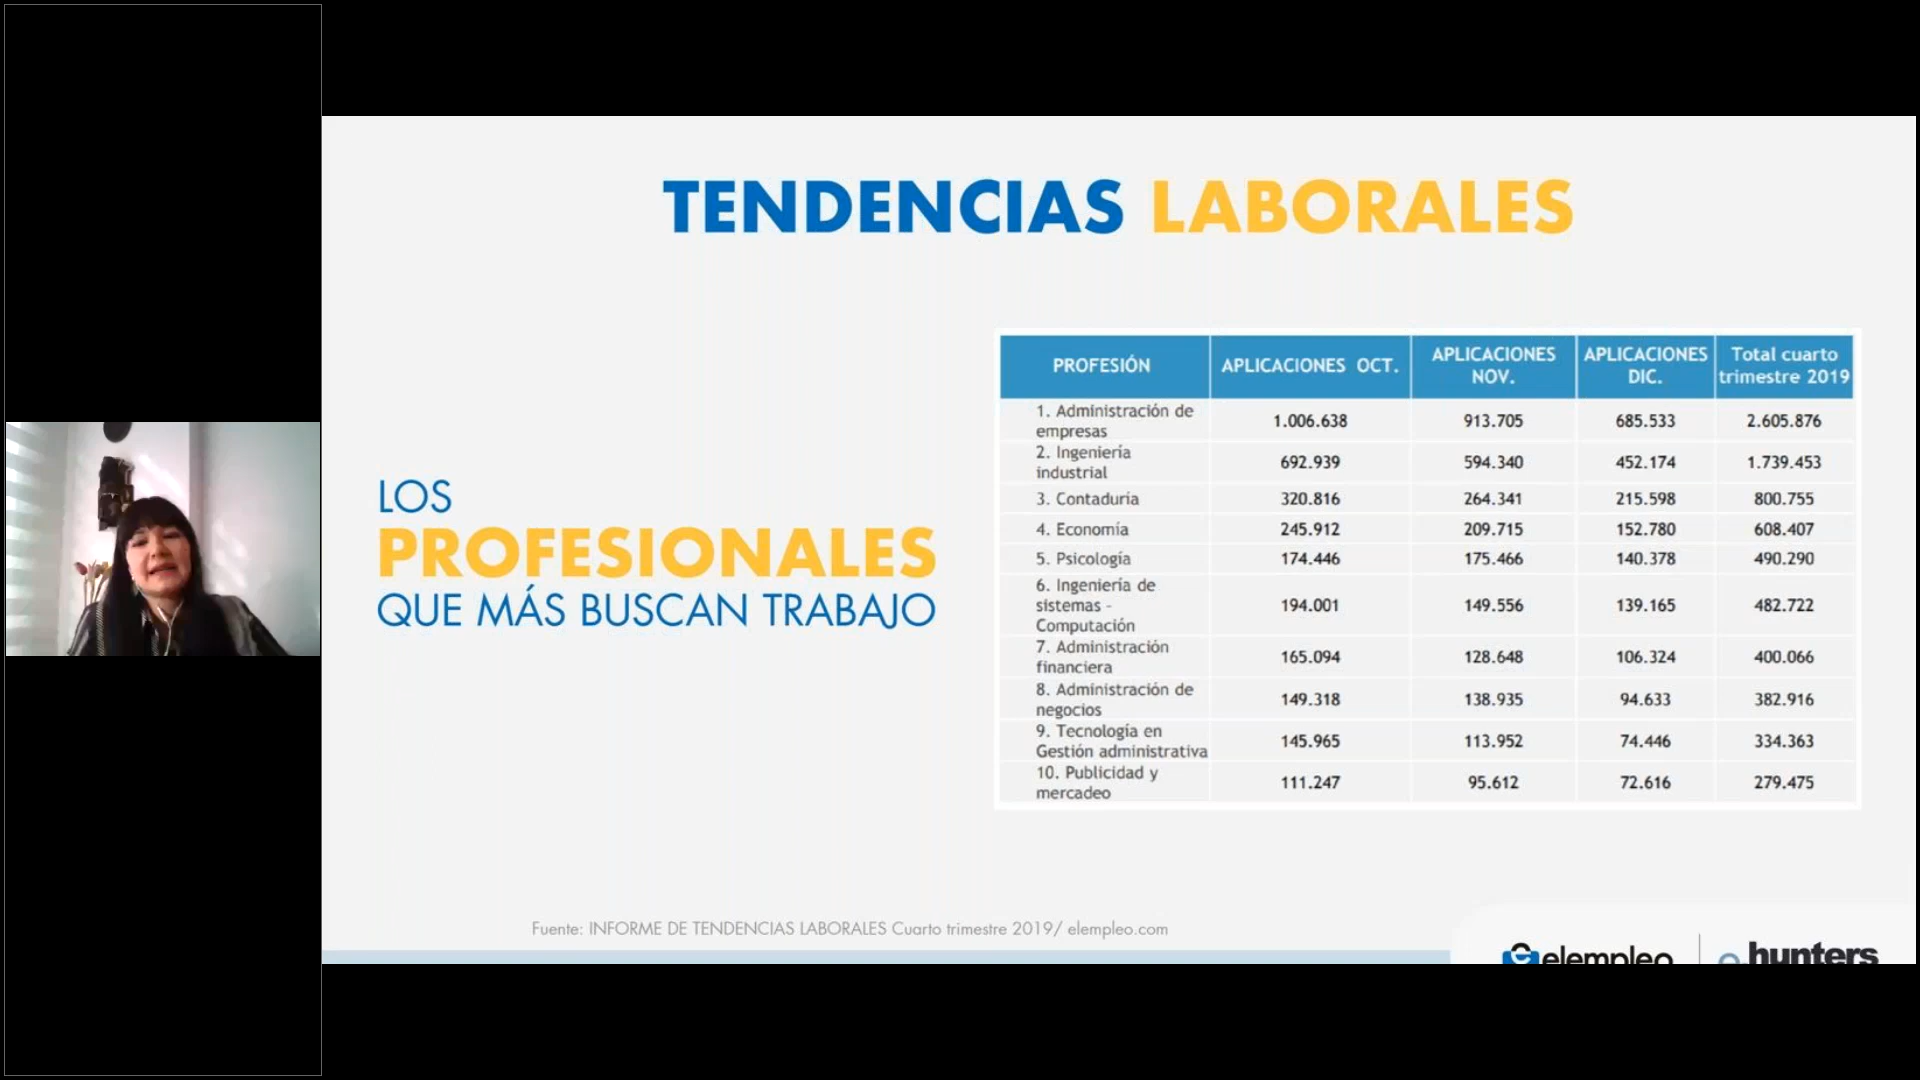 TENDENCIAS LABORALES
LOS
PROFESIONALES
QUE MÁS BUSCAN TRABAJO
PROFESIÓN APLICACIONES OCT. APLICACIONES NOV. APLICACIONES DIC. Total cuarto trimestre 2019
1. Administración de empresas 1.006.638 913.705 685.533 2.605.876
2. Ingeniería industrial 692.939 594.340 452.174 1.739.453
3. Contaduría 320.816 264.341 215.598 800.755
4. Economía 245.912 209.715 152.780 608.407
5. Psicología 174.446 175.466 140.378 490.290
6. Ingeniería de sistemas - Computación 194.001 149.556 139.165 482.722
7. Administración financiera 165.094 128.648 106.324 400.066
8. Administración de negocios 149.318 138.935 94.633 382.916
9. Tecnología en Gestión administrativa 145.965 113.952 74.446 334.363
10. Publicidad y mercadeo 111.247 95.612 72.616 279.475
Fuente: INFORME DE TENDENCIAS LABORALES Cuarto trimestre 2019/ elempleo.com
elempleo hunters